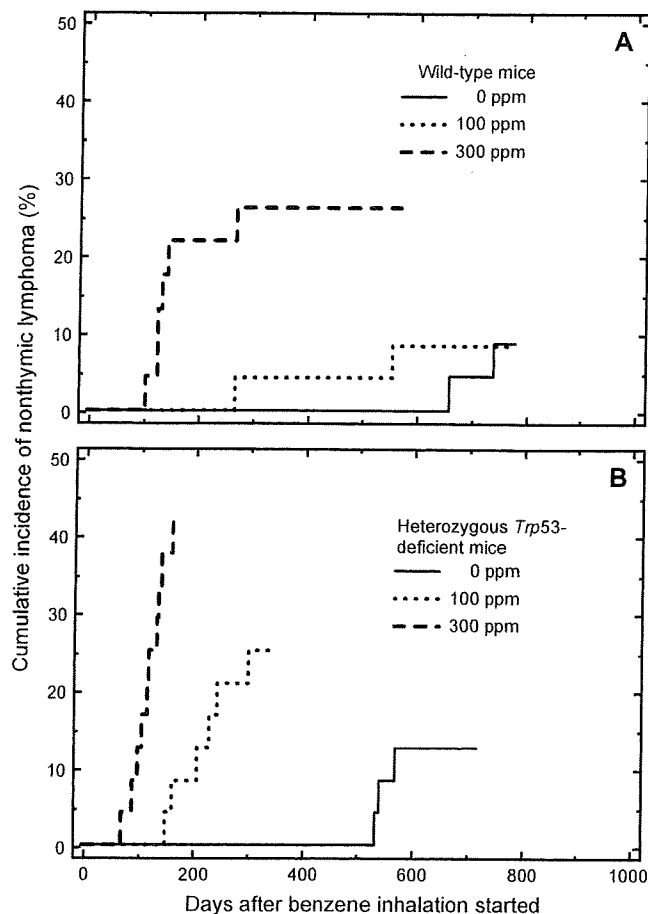 Cumulative incidence of nonthymic lymphoma (%)
A
50
40
30
20
10
0
Wild-type mice
0 ppm
100 ppm
300 ppm
B
50
40
30
20
10
0
Heterozygous Trp53-
deficient mice
0 ppm
100 ppm
300 ppm
0 200 400 600 800 1000
Days after benzene inhalation started